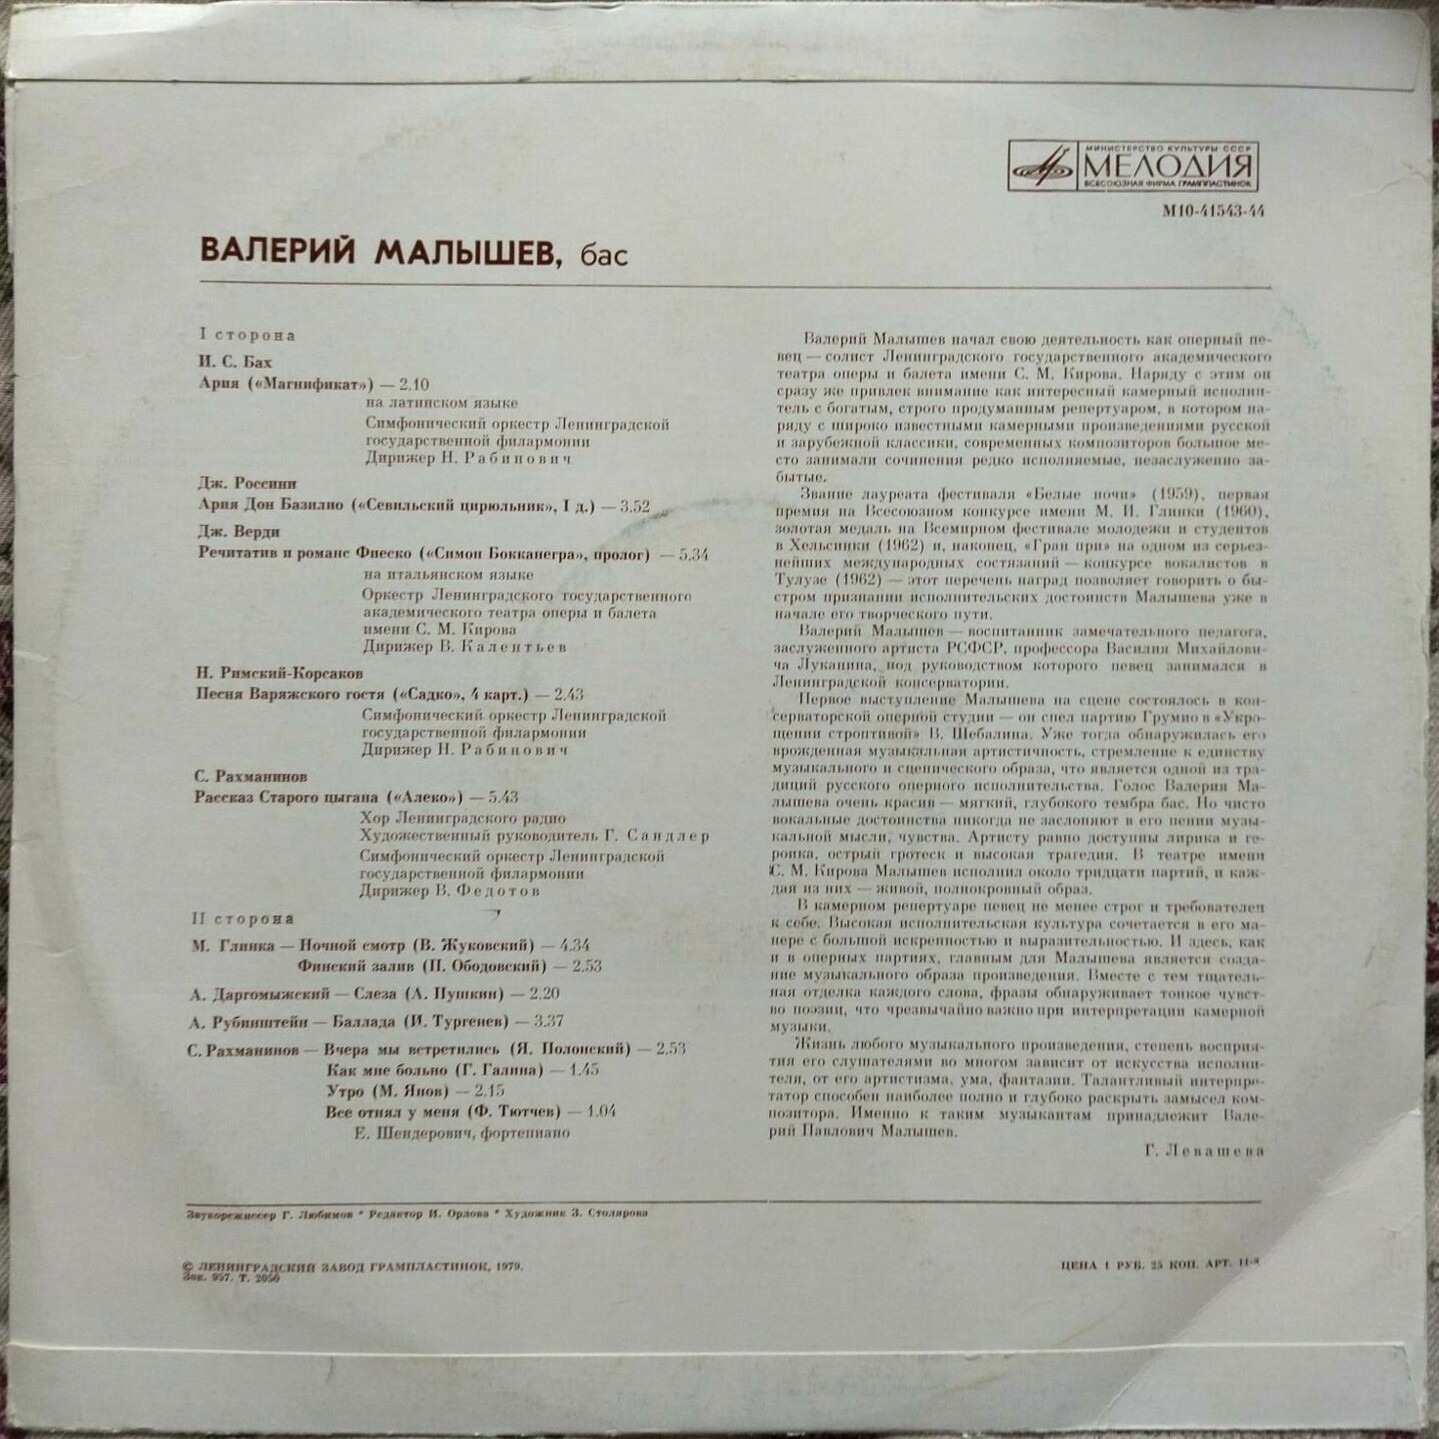 МИНИСТЕРСТВО КУЛЬТУРЫ СССР
МЕЛОДИЯ
ВСЕСОЮЗНАЯ ФИРМА ГРАМПЛАСТИНОК
М10-41543-44
ВАЛЕРИЙ МАЛЫШЕВ, бас
I сторона
И. С. Бах
Ария («Магнификат») — 2.10
на латинском языке
Симфонический оркестр Ленинградской
государственной филармонии
Дирижер Н. Рабинович
Дж. Россини
Ария Дон Базилио («Севильский цирюльник», I д.) — 3.52
Дж. Верди
Речитатив и романс Фиеско («Симон Бокканегра», пролог) — 5.34
на итальянском языке
Оркестр Ленинградского государственного
академического театра оперы и балета
имени С. М. Кирова
Дирижер В. Калентьев
Н. Римский-Корсаков
Песня Варяжского гостя («Садко», 4 карт.) — 2.43
Симфонический оркестр Ленинградской
государственной филармонии
Дирижер Н. Рабинович
С. Рахманинов
Рассказ Старого цыгана («Алеко») — 5.43
Хор Ленинградского радио
Художественный руководитель Г. Сандлер
Симфонический оркестр Ленинградской
государственной филармонии
Дирижер В. Федотов
II сторона
М. Глинка — Ночной смотр (В. Жуковский) — 4.34
Финский залив (П. Ободовский) — 2.53
А. Даргомыжский — Слеза (А. Пушкин) — 2.20
А. Рубинштейн — Баллада (И. Тургенев) — 3.37
С. Рахманинов — Вчера мы встретились (Я. Полонский) — 2.53
Как мне больно (Г. Галина) — 1.45
Утро (М. Янов) — 2.15
Все отнял у меня (Ф. Тютчев) — 1.04
Е. Шендерович, фортепиано
Валерий Малышев начал свою деятельность как оперный пе-
вец — солист Ленинградского государственного академического
театра оперы и балета имени С. М. Кирова. Наряду с этим он
сразу же привлек внимание как интересный камерный исполни-
тель с богатым, строго продуманным репертуаром, в котором на-
ряду с широко известными камерными произведениями русской
и зарубежной классики, современных композиторов большое ме-
сто занимали сочинения редко исполняемые, незаслуженно за-
бытые.
Звание лауреата фестиваля «Белые ночи» (1959), первая
премия на Всесоюзном конкурсе имени М. И. Глинки (1960),
золотая медаль на Всемирном фестивале молодежи и студентов
в Хельсинки (1962) и, наконец, «Гран при» на одном из серьез-
нейших международных состязаний — конкурсе вокалистов в
Тулузе (1962) — этот перечень наград позволяет говорить о бы-
стром признании исполнительских достоинств Малышева уже в
начале его творческого пути.
Валерий Малышев — воспитанник замечательного педагога,
заслуженного артиста РСФСР, профессора Василия Михайлови-
ча Луканина, под руководством которого певец занимался в
Ленинградской консерватории.
Первое выступление Малышева на сцене состоялось в кон-
серваторской оперной студии — он спел партию Грумио в «Укро-
щении строптивой» В. Шебалина. Уже тогда обнаружилась его
врожденная музыкальная артистичность, стремление к единству
музыкального и сценического образа, что является одной из тра-
диций русского оперного исполнительства. Голос Валерия Ма-
лышева очень красив — мягкий, глубокого тембра бас. Но чисто
вокальные достоинства никогда не заслоняют в его пении музы-
кальной мысли, чувства. Артисту равно доступны лирика и ге-
роика, острый гротеск и высокая трагедия. В театре имени
С. М. Кирова Малышев исполнил около тридцати партий, и каж-
дая из них — живой, полнокровный образ.
В камерном репертуаре певец не менее строг и требователен
к себе. Высокая исполнительская культура сочетается в его ма-
нере с большой искренностью и выразительностью. И здесь, как
и в оперных партиях, главным для Малышева является созда-
ние музыкального образа произведения. Вместе с тем тщатель-
ная отделка каждого слова, фразы обнаруживает тонкое чувст-
во поэзии, что чрезвычайно важно при интерпретации камерной
музыки.
Жизнь любого музыкального произведения, степень восприя-
тия его слушателями во многом зависит от искусства исполни-
теля, от его артистизма, ума, фантазии. Талантливый интерпре-
татор способен наиболее полно и глубоко раскрыть замысел ком-
позитора. Именно к таким музыкантам принадлежит Вале-
рий Павлович Малышев.
Г. Левашева
Звукорежиссер Г. Любимов * Редактор И. Орлова * Художник З. Столярова
© ЛЕНИНГРАДСКИЙ ЗАВОД ГРАМПЛАСТИНОК, 1979.
Зак. 957. Т. 2050
ЦЕНА 1 РУБ. 25 КОП. АРТ. 11-8